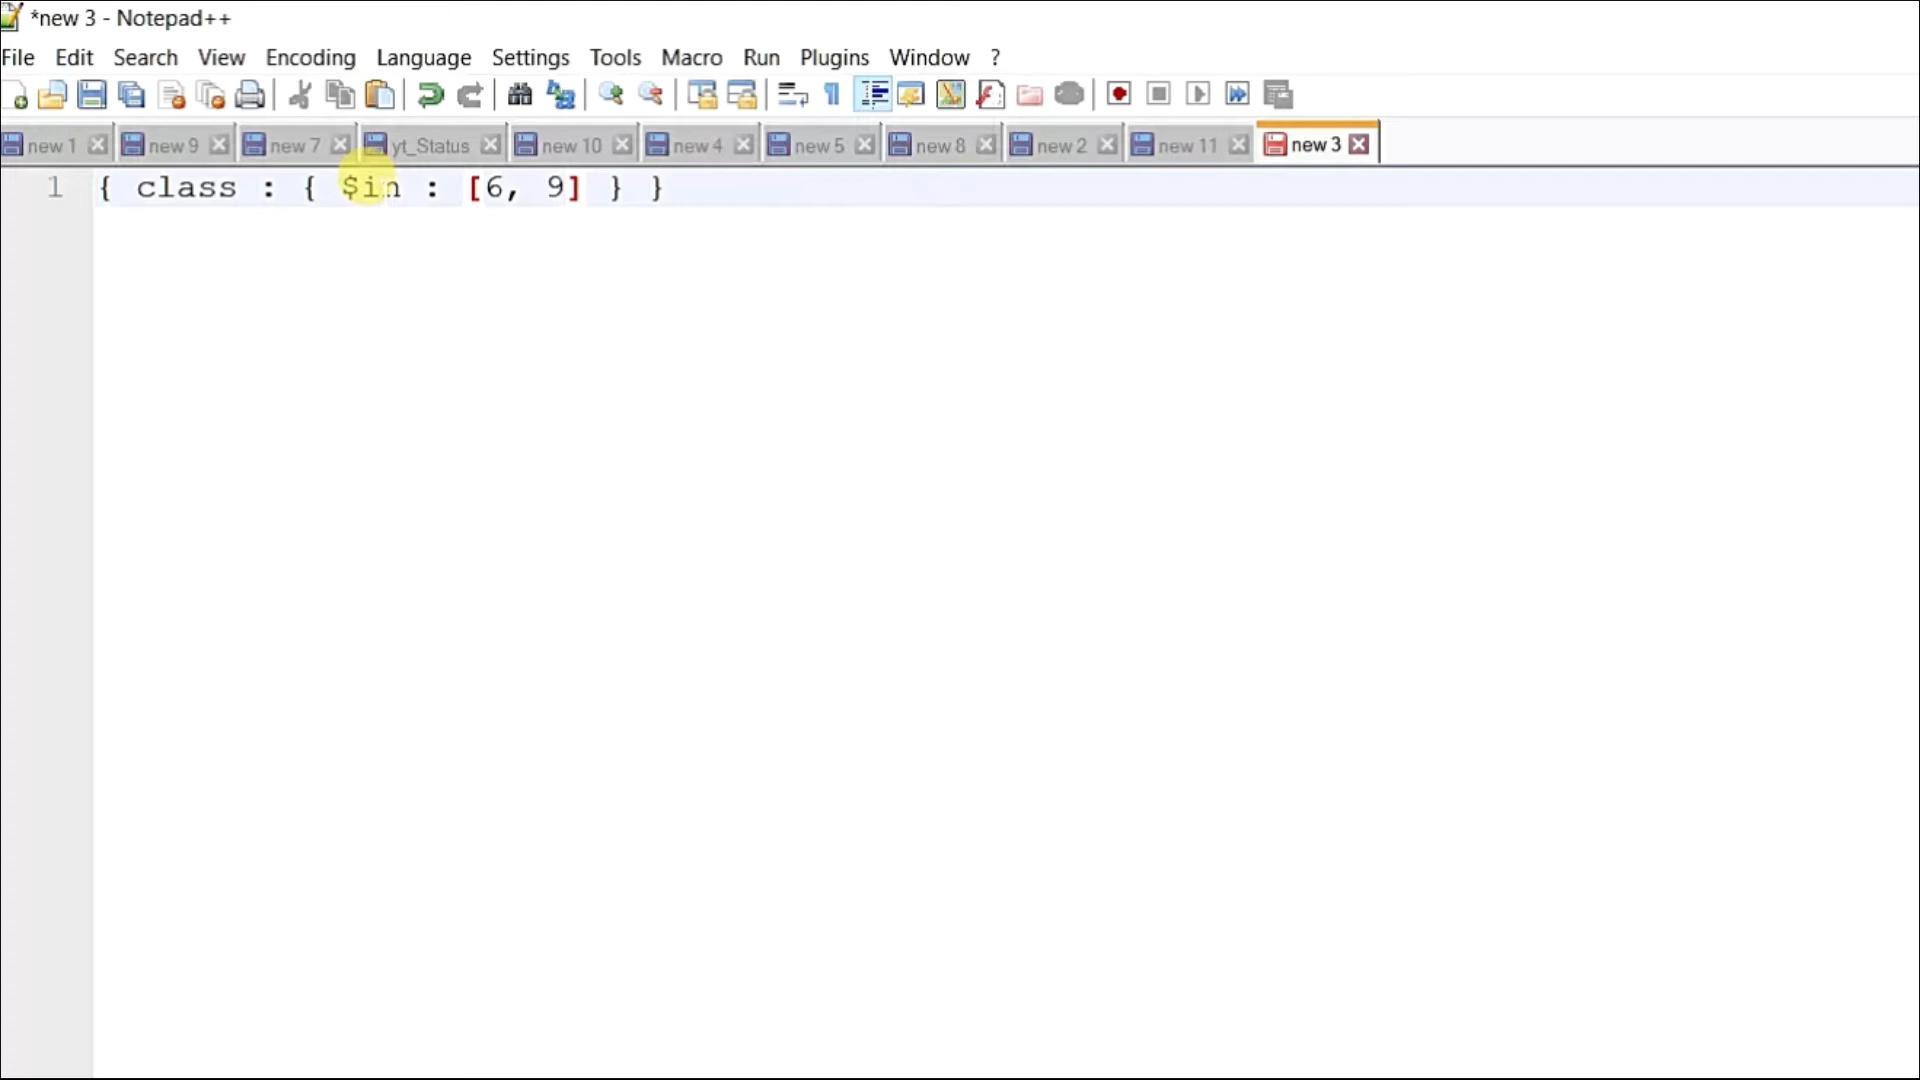 *new 3 - Notepad++
File Edit Search View Encoding Language Settings Tools Macro Run Plugins Window ?
new 1 new 9 new 7 yt_Status new 10 new 4 new 5 new 8 new 2 new 11 new 3
1 { class : { $in : [6, 9] } }